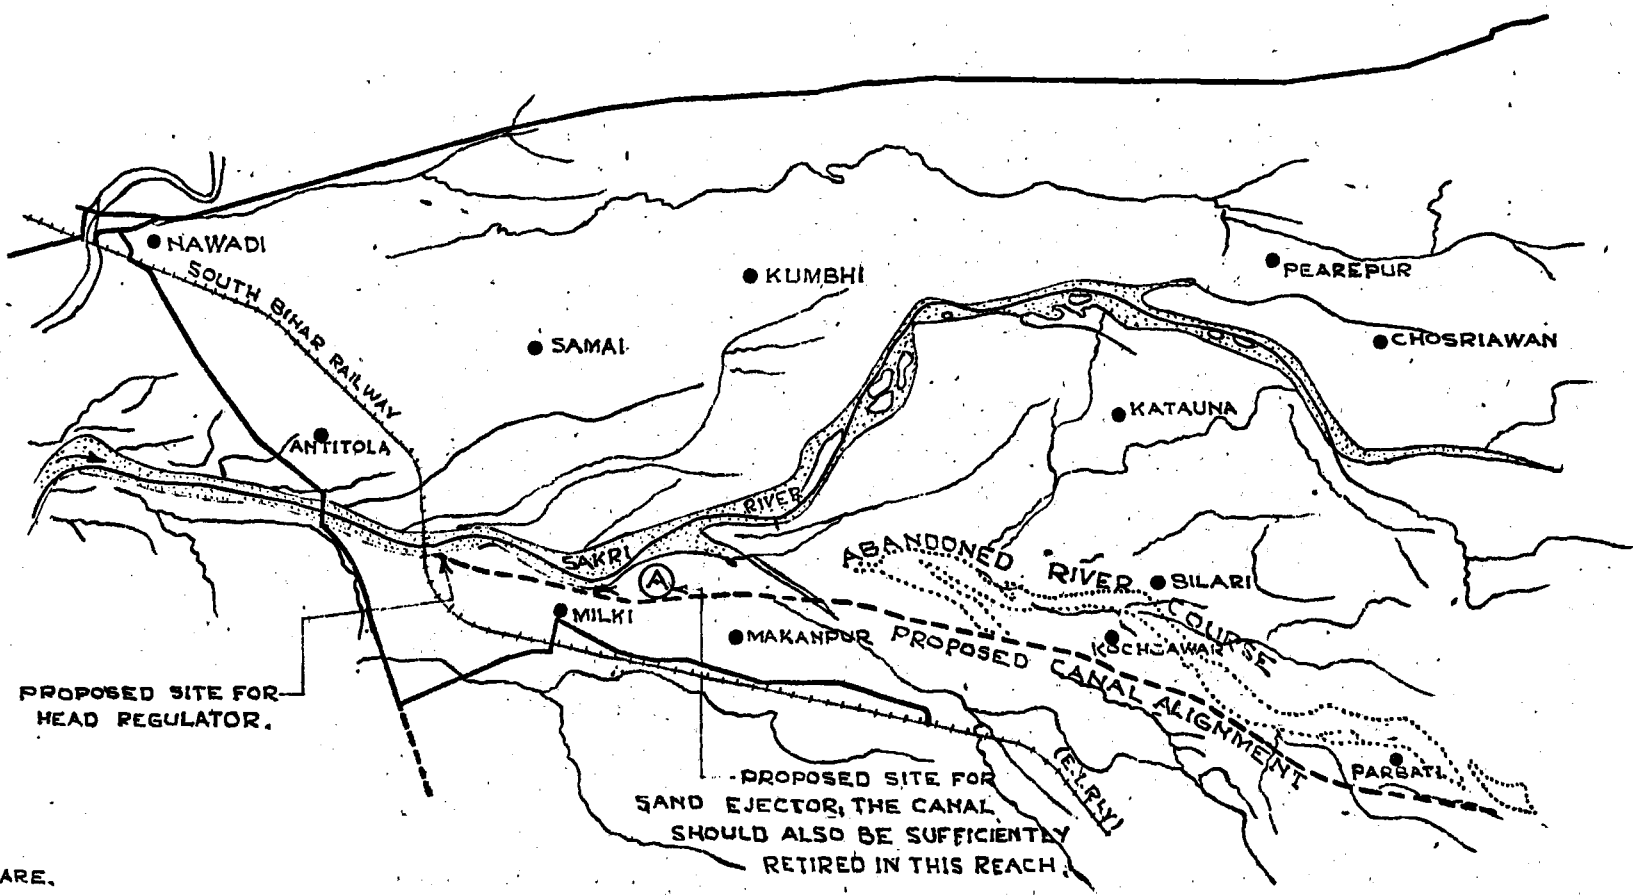 NAWADI
SOUTH BIHAR RAILWAY
KUMBHI
PEAREPUR
SAMAI
CHOSRIAWAN
KATAUNA
ANTITOLA
RIVER
SAKRI
ABANDONED RIVER COURSE
SILARI
A
MILKI
MAKANPUR
PROPOSED CANAL ALIGNMENT
PROPOSED SITE FOR
HEAD REGULATOR.
PARBATI
(E.I.RLY)
PROPOSED SITE FOR
SAND EJECTOR, THE CANAL
SHOULD ALSO BE SUFFICIENTLY
RETIRED IN THIS REACH.
ARE.